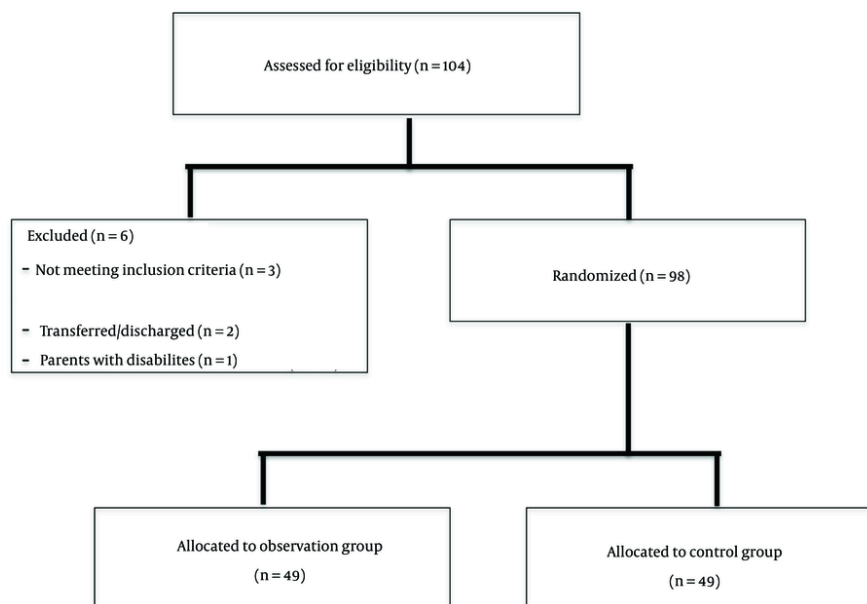 Assessed for eligibility (n = 104)
Excluded (n = 6)
- Not meeting inclusion criteria (n = 3)
- Transferred/discharged (n = 2)
- Parents with disabilites (n = 1)
Randomized (n = 98)
Allocated to observation group
(n = 49)
Allocated to control group
(n = 49)